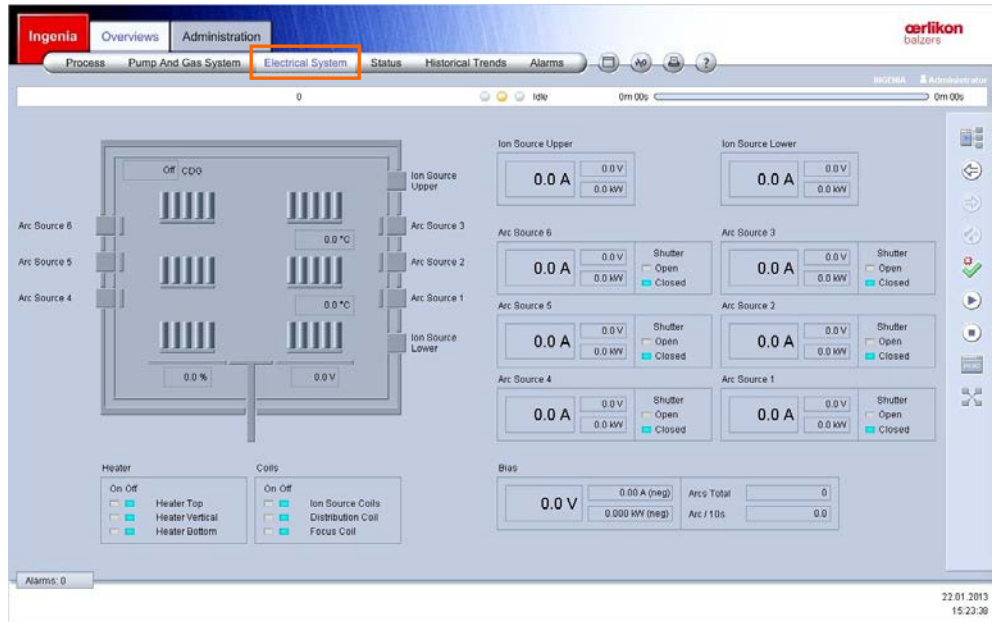 Ingenia Overviews Administration
œrlikon
balzers
Process Pump And Gas System Electrical System Status Historical Trends Alarms
INGENIA Administrator
0 Idle 0m 00s 0m 00s
Off CDG
Ion Source
Upper
Arc Source 6
Arc Source 3
0.0 °C
Arc Source 5
Arc Source 2
Arc Source 4
Arc Source 1
0.0 °C
Ion Source
Lower
0.0 %
0.0 V
Ion Source Upper
0.0 A
0.0 V
0.0 kW
Ion Source Lower
0.0 A
0.0 V
0.0 kW
Arc Source 6
0.0 A
0.0 V
0.0 kW
Shutter
Open
Closed
Arc Source 3
0.0 A
0.0 V
0.0 kW
Shutter
Open
Closed
Arc Source 5
0.0 A
0.0 V
0.0 kW
Shutter
Open
Closed
Arc Source 2
0.0 A
0.0 V
0.0 kW
Shutter
Open
Closed
Arc Source 4
0.0 A
0.0 V
0.0 kW
Shutter
Open
Closed
Arc Source 1
0.0 A
0.0 V
0.0 kW
Shutter
Open
Closed
Heater
On Off
Heater Top
Heater Vertical
Heater Bottom
Coils
On Off
Ion Source Coils
Distribution Coil
Focus Coil
Bias
0.0 V
0.00 A (neg)
0.000 kW (neg)
Arcs Total 0
Arc / 10s 0.0
Alarms: 0
22.01.2013
15:23:38